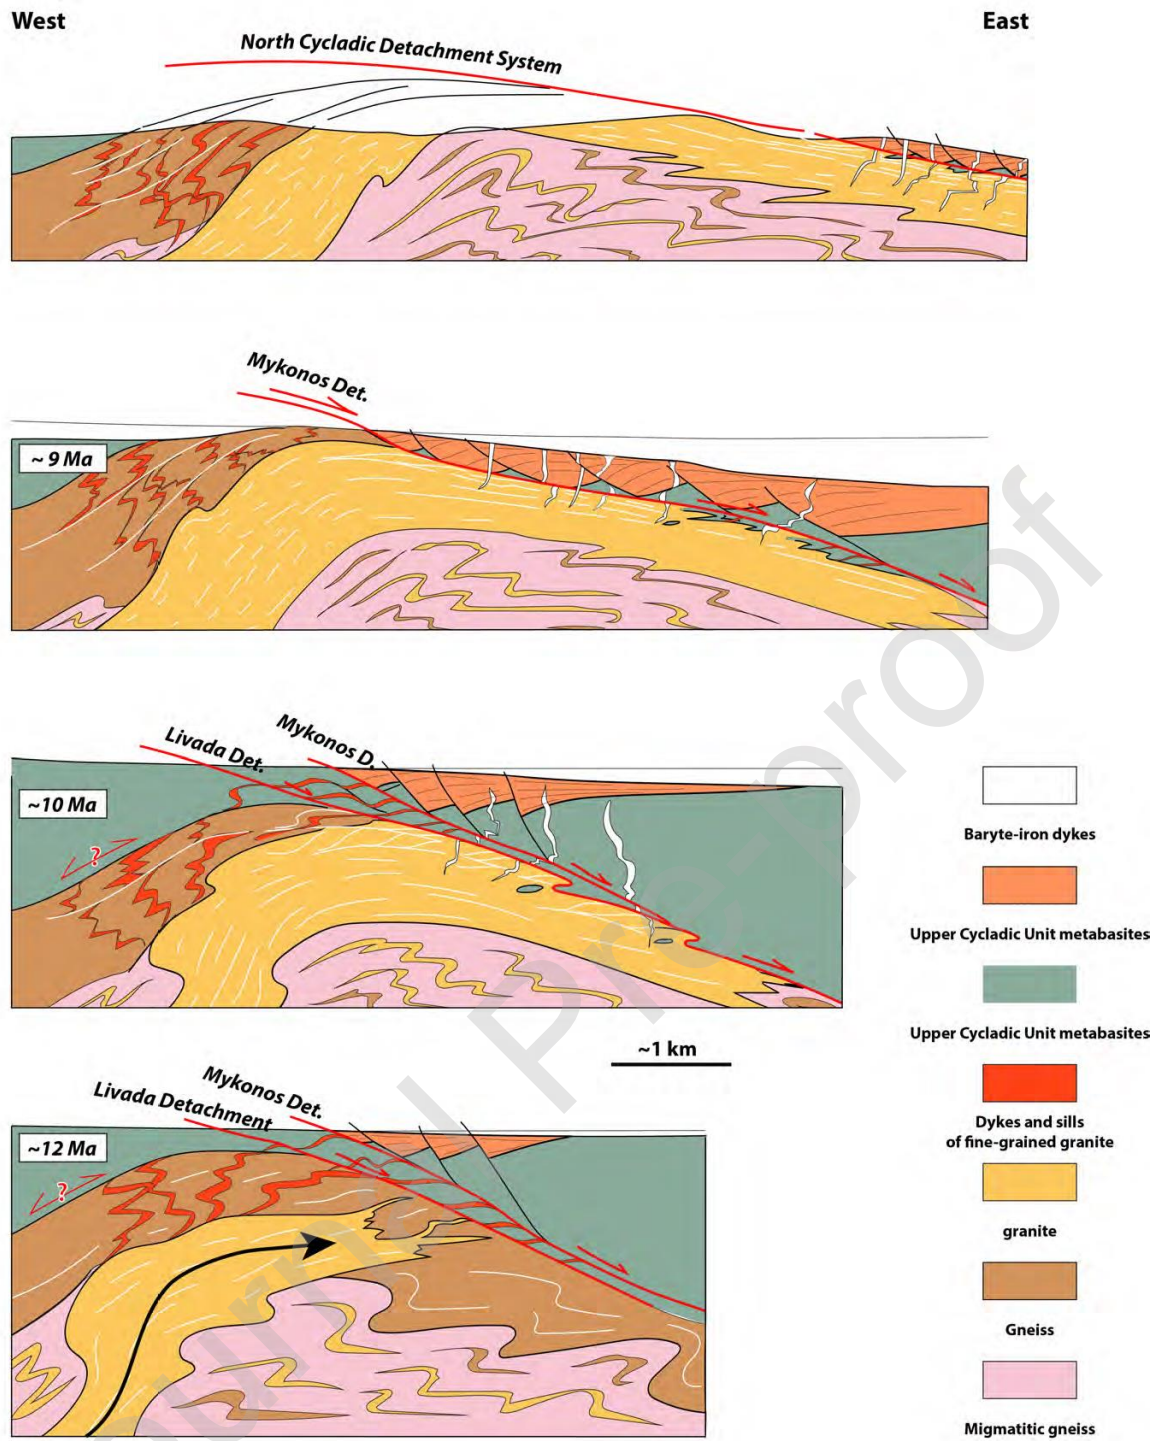 West
East
North Cycladic Detachment System
Mykonos Det.
~ 9 Ma
Livada Det.
Mykonos D.
~10 Ma
?
Baryte-iron dykes
Upper Cycladic Unit metabasites
Upper Cycladic Unit metabasites
~1 km
Dykes and sills
of fine-grained granite
granite
Gneiss
Migmatitic gneiss
Mykonos Det.
Livada Detachment
~12 Ma
?
Journal Pre-proof